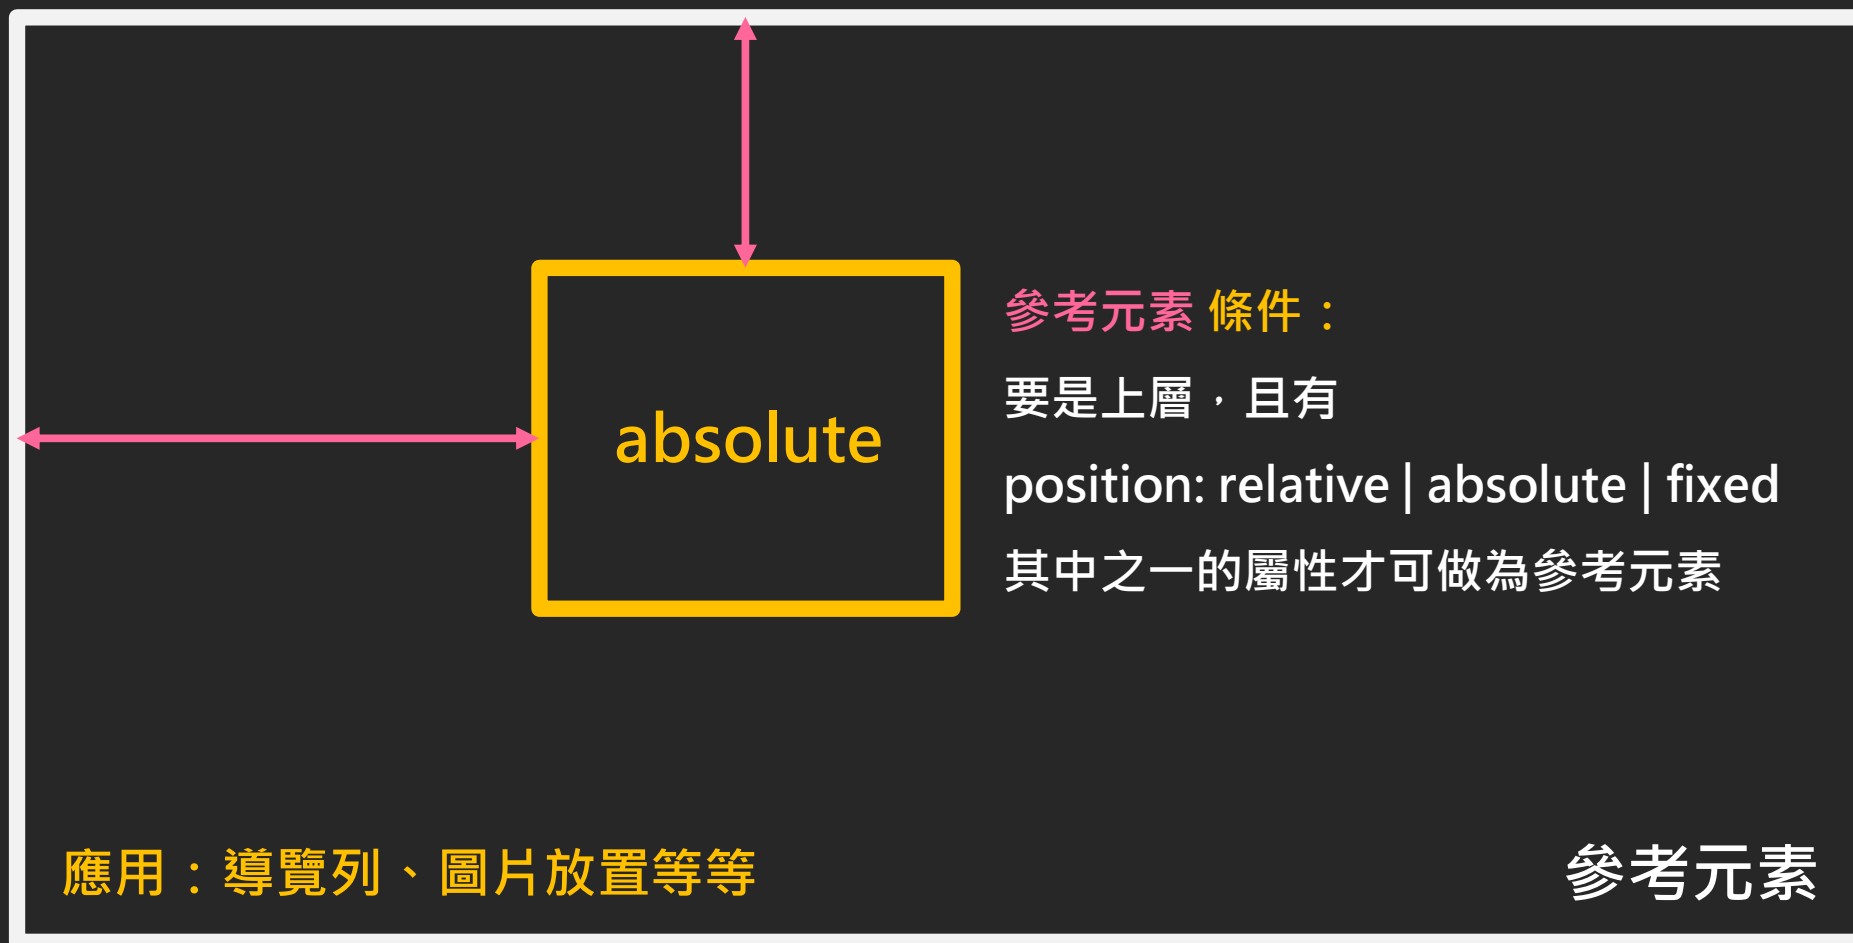 absolute
參考元素 條件：
要是上層，且有
position: relative | absolute | fixed
其中之一的屬性才可做為參考元素
應用：導覽列、圖片放置等等
參考元素